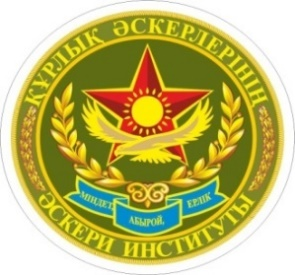 ҚҰРЛЫҚ ӘСКЕРЛЕРІНІҢ
МІНДЕТ АБЫРОЙ, ЕРЛІК
ӘСКЕРИ ИНСТИТУТЫ